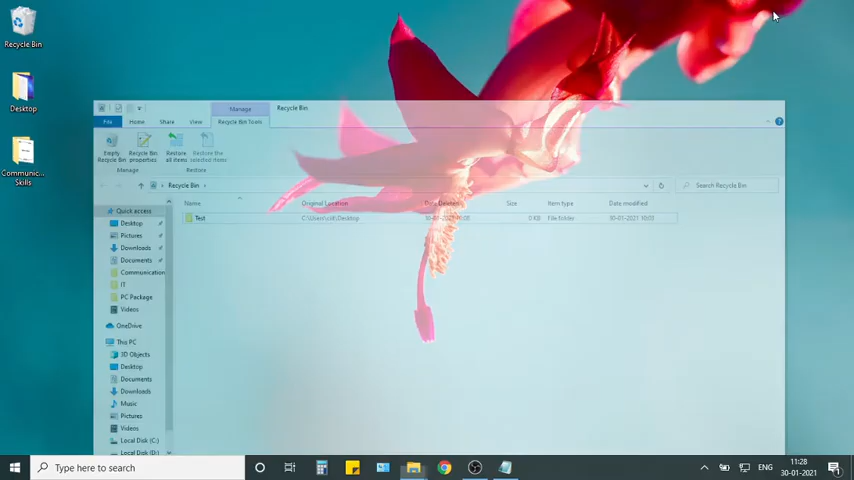 Recycle Bin
Desktop
Communic...
Skills
Manage
Recycle Bin
File
Home
Share
View
Recycle Bin Tools
Empty
Recycle Bin
Recycle Bin
properties
Restore
all items
Restore the
selected items
Manage
Restore
Recycle Bin
Search Recycle Bin
Name
Original Location
Date Deleted
Size
Item type
Date modified
Test
0 KB
File folder
Quick access
Desktop
Pictures
Downloads
Documents
Communication
IT
PC Package
Videos
OneDrive
This PC
3D Objects
Desktop
Documents
Downloads
Music
Pictures
Videos
Local Disk (C:)
Type here to search
ENG
11:28
30-01-2021
1